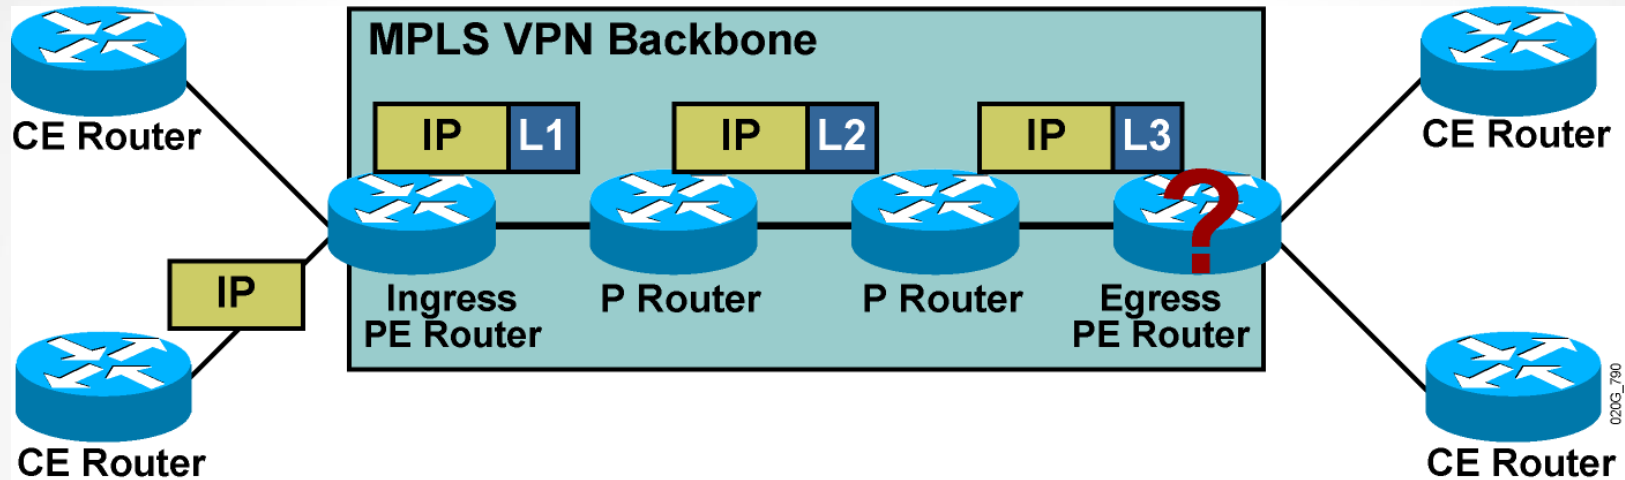 MPLS VPN Backbone
IP L1
IP L2
IP L3
CE Router
CE Router
?
IP
Ingress
PE Router
P Router
P Router
Egress
PE Router
CE Router
CE Router
020G_790